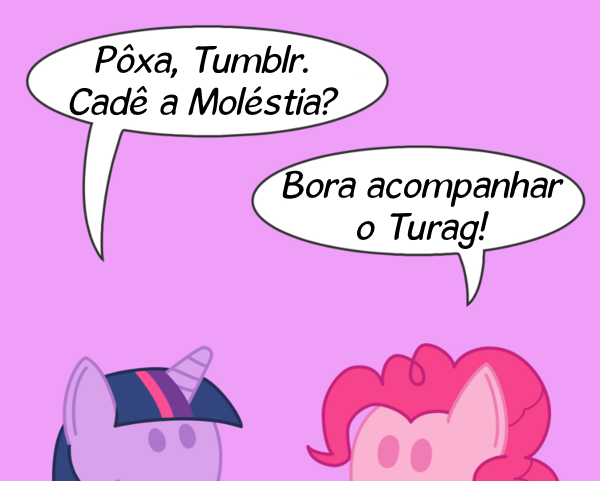 Pôxa, Tumblr.
Cadê a Moléstia?
Bora acompanhar
o Turag!